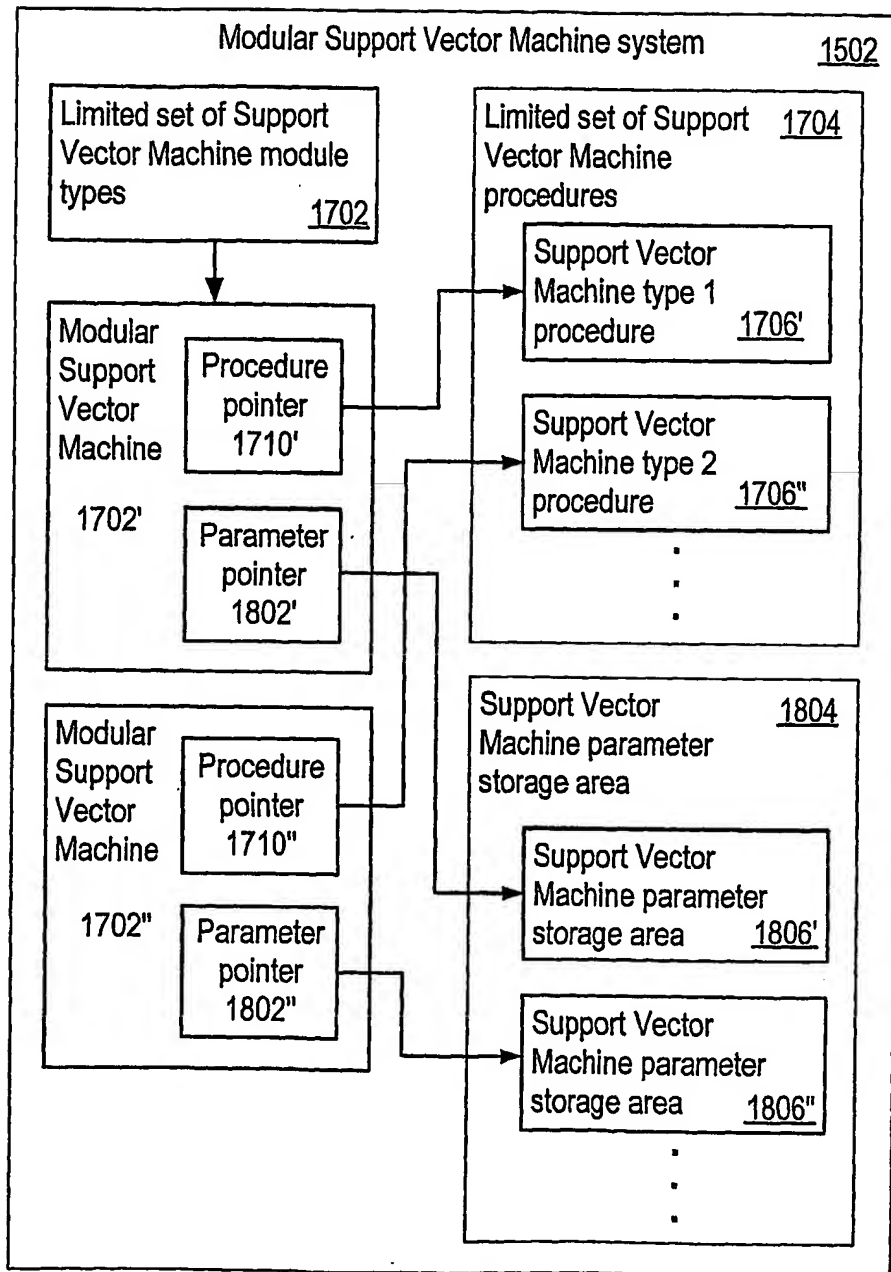 Modular Support Vector Machine system 1502
Limited set of Support
Vector Machine module
types 1702
Modular
Support
Vector
Machine
1702'
Procedure
pointer
1710'
Parameter
pointer
1802'
Modular
Support
Vector
Machine
1702"
Procedure
pointer
1710"
Parameter
pointer
1802"
Limited set of Support 1704
Vector Machine
procedures
Support Vector
Machine type 1
procedure 1706'
Support Vector
Machine type 2
procedure 1706"
Support Vector 1804
Machine parameter
storage area
Support Vector
Machine parameter
storage area 1806'
Support Vector
Machine parameter
storage area 1806"